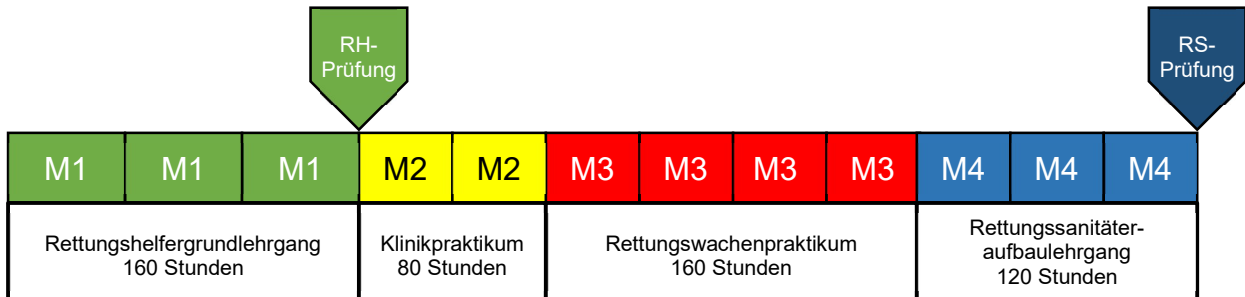 RH-
Prüfung
RS-
Prüfung
M1 M1 M1 M2 M2 M3 M3 M3 M3 M4 M4 M4
Rettungshelfergrundlehrgang
160 Stunden
Klinikpraktikum
80 Stunden
Rettungswachenpraktikum
160 Stunden
Rettungssanitäter-
aufbaulehrgang
120 Stunden